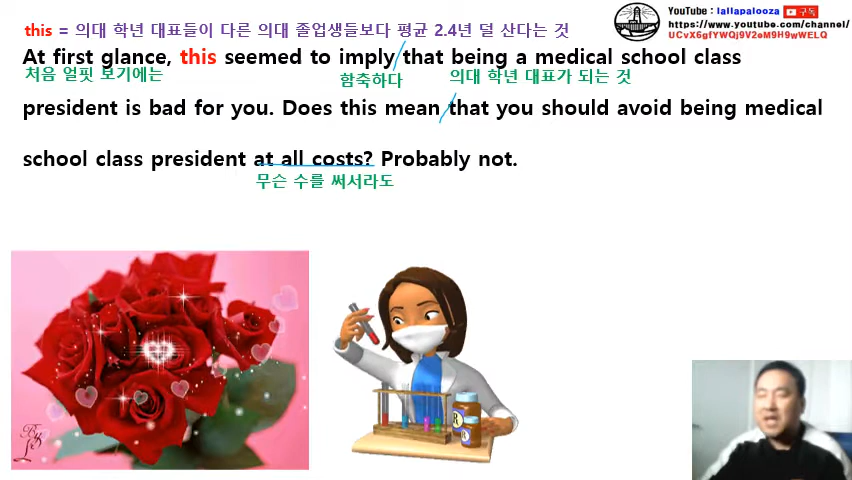 this = 의대 학년 대표들이 다른 의대 졸업생들보다 평균 2.4년 덜 산다는 것
YouTube : lallapalooza 구독
https://www.youtube.com/channel/
UCvX6gfYWQj9V2eM9H9wWELQ
At first glance, this seemed to imply that being a medical school class
처음 얼핏 보기에는 함축하다 의대 학년 대표가 되는 것
president is bad for you. Does this mean that you should avoid being medical
school class president at all costs? Probably not.
무슨 수를 써서라도